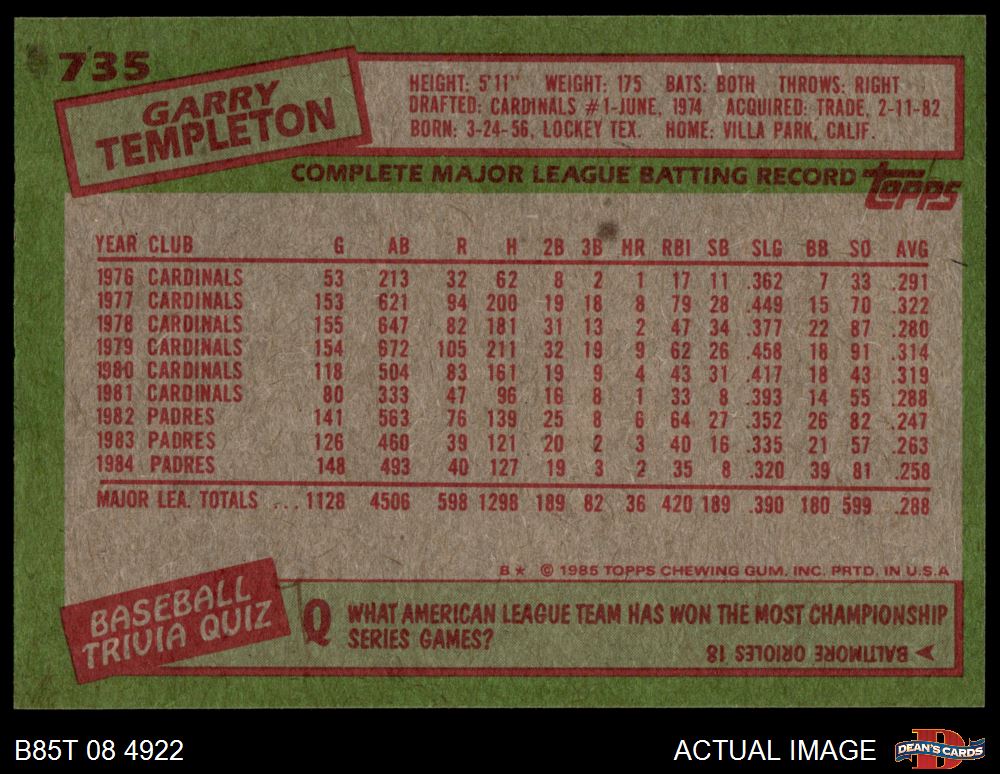 735
GARRY
TEMPLETON
HEIGHT: 5'11" WEIGHT: 175 BATS: BOTH THROWS: RIGHT
DRAFTED: CARDINALS #1-JUNE, 1974 ACQUIRED: TRADE, 2-11-82
BORN: 3-24-56, LOCKEY TEX. HOME: VILLA PARK, CALIF.
COMPLETE MAJOR LEAGUE BATTING RECORD
TOPPS
YEAR CLUB G AB R H 2B 3B HR RBI SB SLG BB SO AVG
1976 CARDINALS 53 213 32 62 8 2 1 17 11 .362 7 33 .291
1977 CARDINALS 153 621 94 200 19 18 8 79 28 .449 15 70 .322
1978 CARDINALS 155 647 82 181 31 13 2 47 34 .377 22 87 .280
1979 CARDINALS 154 672 105 211 32 19 9 62 26 .458 18 91 .314
1980 CARDINALS 118 504 83 161 19 9 4 43 31 .417 18 43 .319
1981 CARDINALS 80 333 47 96 16 8 1 33 8 .393 14 55 .288
1982 PADRES 141 563 76 139 25 8 6 64 27 .352 26 82 .247
1983 PADRES 126 460 39 121 20 2 3 40 16 .335 21 57 .263
1984 PADRES 148 493 40 127 19 3 2 35 8 .320 39 81 .258
MAJOR LEA. TOTALS ... 1128 4506 598 1298 189 82 36 420 189 .390 180 599 .288
B★ © 1985 TOPPS CHEWING GUM, INC. PRTD. IN U.S.A
BASEBALL
TRIVIA QUIZ
Q WHAT AMERICAN LEAGUE TEAM HAS WON THE MOST CHAMPIONSHIP
SERIES GAMES?
BALTIMORE ORIOLES 18
B85T 08 4922
ACTUAL IMAGE
D
DEAN'S CARDS